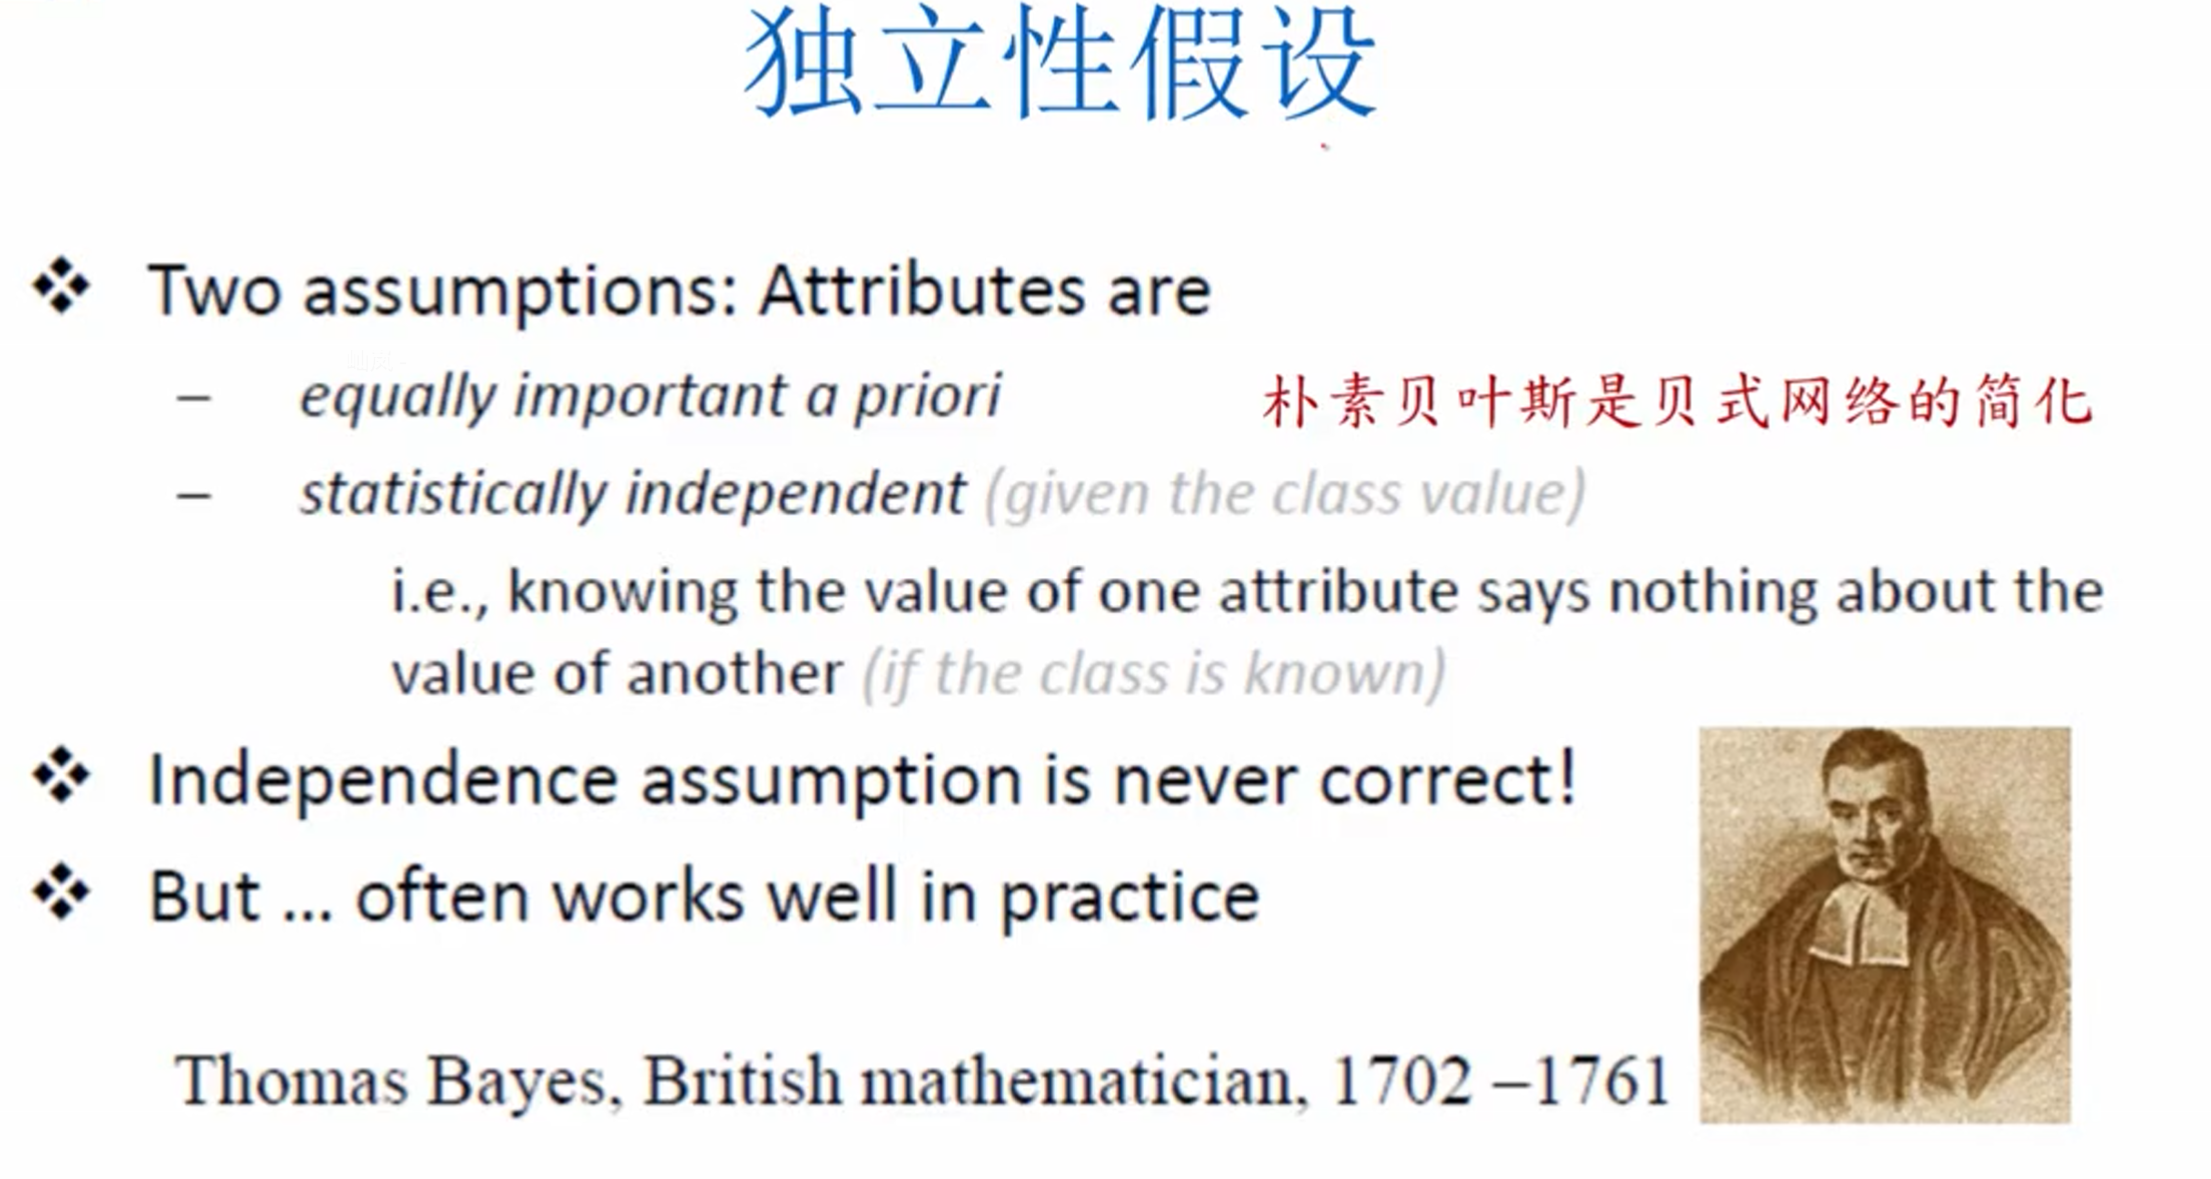 独立性假设
❖ Two assumptions: Attributes are
– equally important a priori
朴素贝叶斯是贝式网络的简化
– statistically independent (given the class value)
i.e., knowing the value of one attribute says nothing about the
value of another (if the class is known)
❖ Independence assumption is never correct!
❖ But ... often works well in practice
Thomas Bayes, British mathematician, 1702 –1761